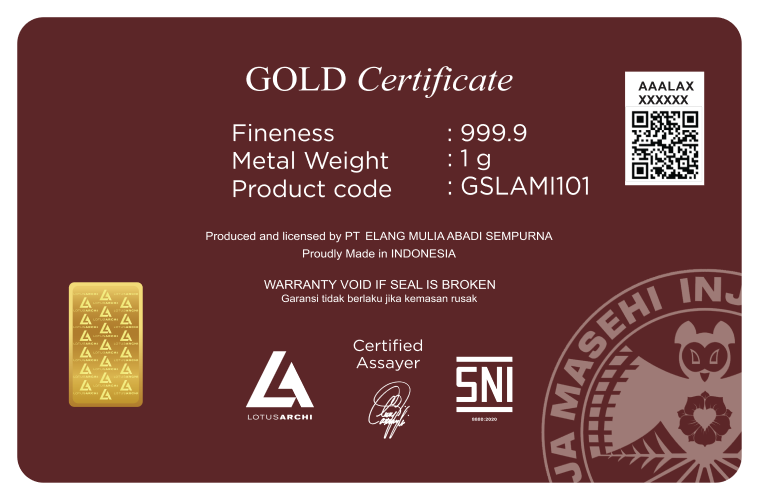 GOLD Certificate
AAALAX
XXXXXX
Fineness : 999.9
Metal Weight : 1 g
Product code : GSLAMI101
Produced and licensed by PT ELANG MULIA ABADI SEMPURNA
Proudly Made in INDONESIA
WARRANTY VOID IF SEAL IS BROKEN
Garansi tidak berlaku jika kemasan rusak
Certified
Assayer
LOTUSARCHI
SNI
JA MASEHI INJ